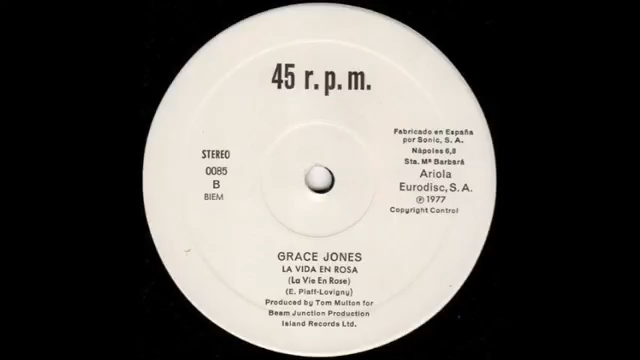 45 r.p.m.
STEREO
0085
B
BIEM
Fabricado en España
por Sonic, S. A.
Nápoles 6,8
Sta. Mª Barbará
Ariola
Eurodisc, S. A.
Ⓟ 1977
Copyright Control
GRACE JONES
LA VIDA EN ROSA
(La Vie En Rose)
(E. Piaff-Lovigny)
Produced by Tom Multon for
Beam Junction Production
Island Records Ltd.